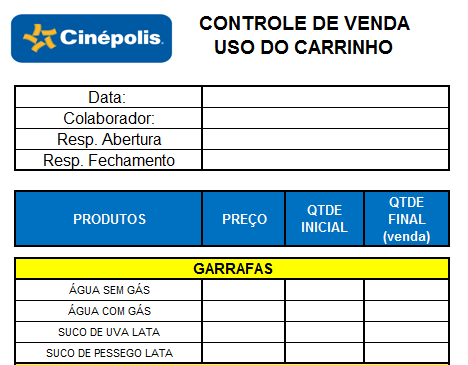 Cinépolis.
CONTROLE DE VENDA
USO DO CARRINHO
Data:
Colaborador:
Resp. Abertura
Resp. Fechamento
PRODUTOS PREÇO QTDE INICIAL QTDE FINAL (venda)
GARRAFAS
ÁGUA SEM GÁS
ÁGUA COM GÁS
SUCO DE UVA LATA
SUCO DE PESSEGO LATA